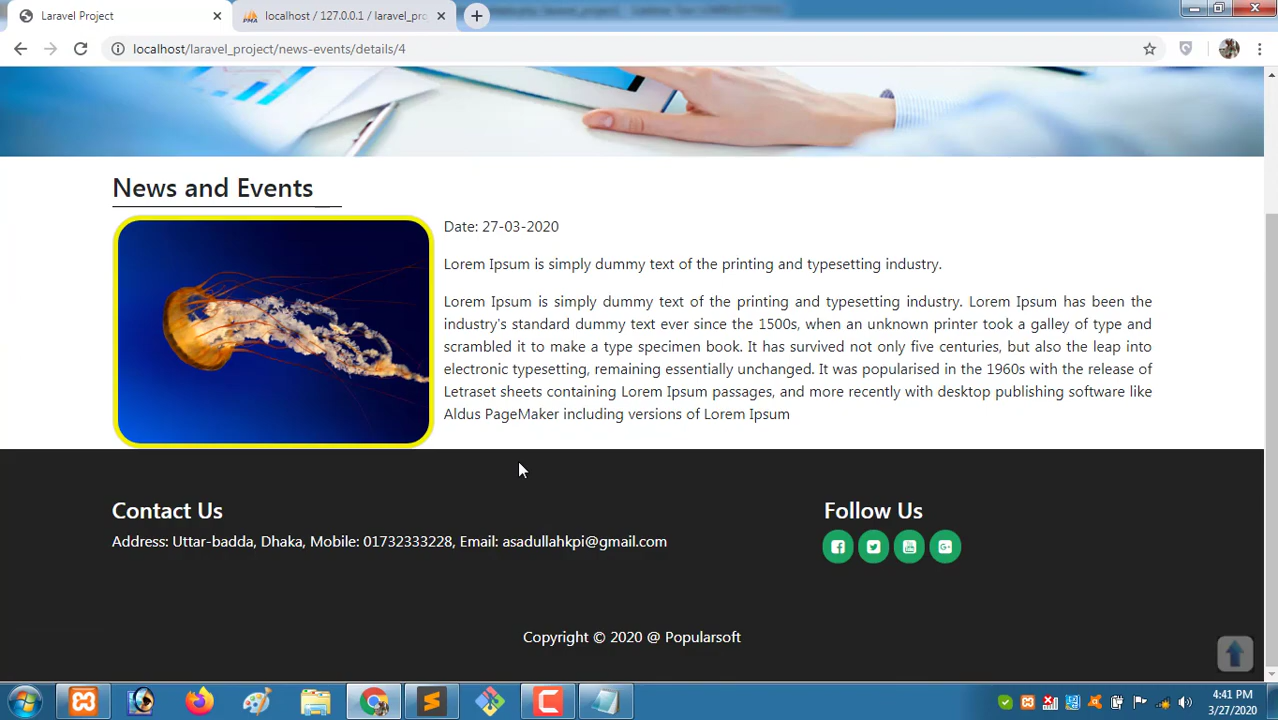 Laravel Project
localhost / 127.0.0.1 / laravel_pro
localhost/laravel_project/news-events/details/4
News and Events
Date: 27-03-2020
Lorem Ipsum is simply dummy text of the printing and typesetting industry.
Lorem Ipsum is simply dummy text of the printing and typesetting industry. Lorem Ipsum has been the
industry's standard dummy text ever since the 1500s, when an unknown printer took a galley of type and
scrambled it to make a type specimen book. It has survived not only five centuries, but also the leap into
electronic typesetting, remaining essentially unchanged. It was popularised in the 1960s with the release of
Letraset sheets containing Lorem Ipsum passages, and more recently with desktop publishing software like
Aldus PageMaker including versions of Lorem Ipsum
Contact Us
Follow Us
Address: Uttar-badda, Dhaka, Mobile: 01732333228, Email: asadullahkpi@gmail.com
Copyright © 2020 @ Popularsoft
4:41 PM
3/27/2020